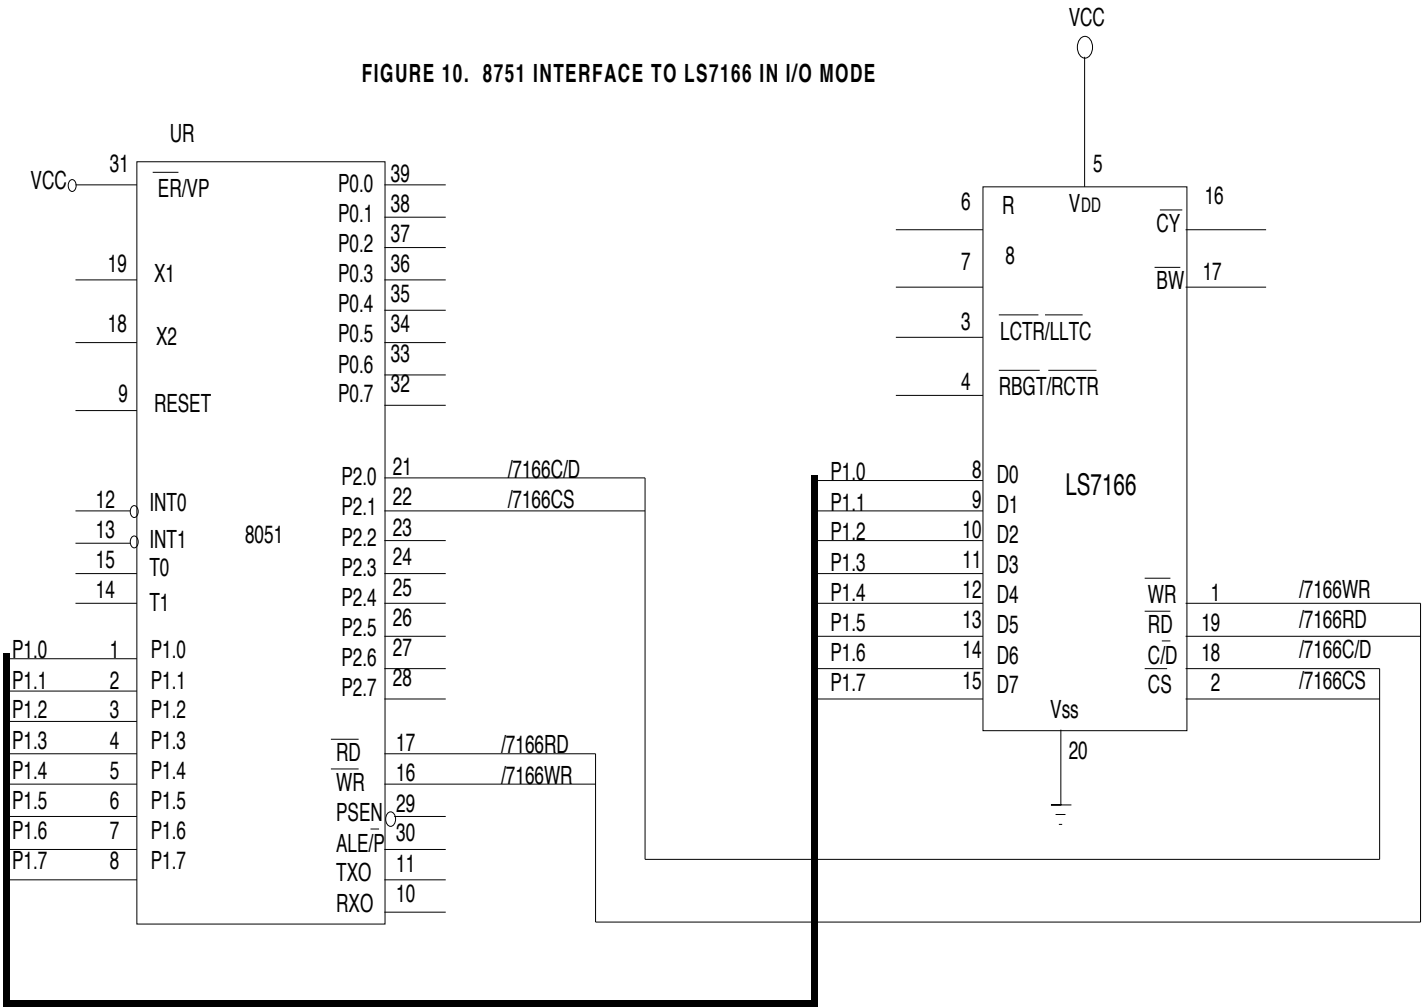 VCC
FIGURE 10. 8751 INTERFACE TO LS7166 IN I/O MODE
UR
VCC
31
ER/VP
19
X1
18
X2
9
RESET
12
INT0
13
INT1
15
T0
14
T1
8051
P1.0 1 P1.0
P1.1 2 P1.1
P1.2 3 P1.2
P1.3 4 P1.3
P1.4 5 P1.4
P1.5 6 P1.5
P1.6 7 P1.6
P1.7 8 P1.7
P0.0 39
P0.1 38
P0.2 37
P0.3 36
P0.4 35
P0.5 34
P0.6 33
P0.7 32
P2.0 21 /7166C/D
P2.1 22 /7166CS
P2.2 23
P2.3 24
P2.4 25
P2.5 26
P2.6 27
P2.7 28
RD 17 /7166RD
WR 16 /7166WR
PSEN 29
ALE/P 30
TXO 11
RXO 10
5
VDD
6 R
7 8
3 LCTR/LLTC
4 RBGT/RCTR
CY 16
BW 17
LS7166
P1.0 8 D0
P1.1 9 D1
P1.2 10 D2
P1.3 11 D3
P1.4 12 D4
P1.5 13 D5
P1.6 14 D6
P1.7 15 D7
WR 1 /7166WR
RD 19 /7166RD
C/D 18 /7166C/D
CS 2 /7166CS
Vss
20